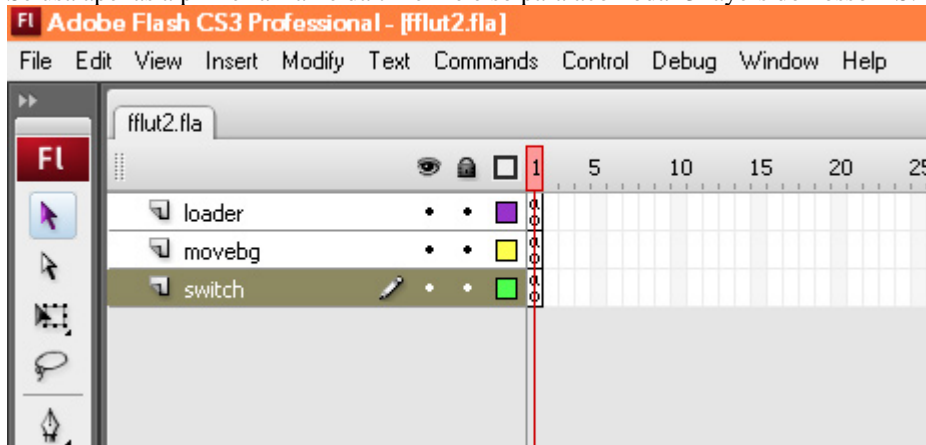 Fl Adobe Flash CS3 Professional - [fflut2.fla]
File Edit View Insert Modify Text Commands Control Debug Window Help
fflut2.fla
Fl
1 5 10 15 20 25
loader
movebg
switch